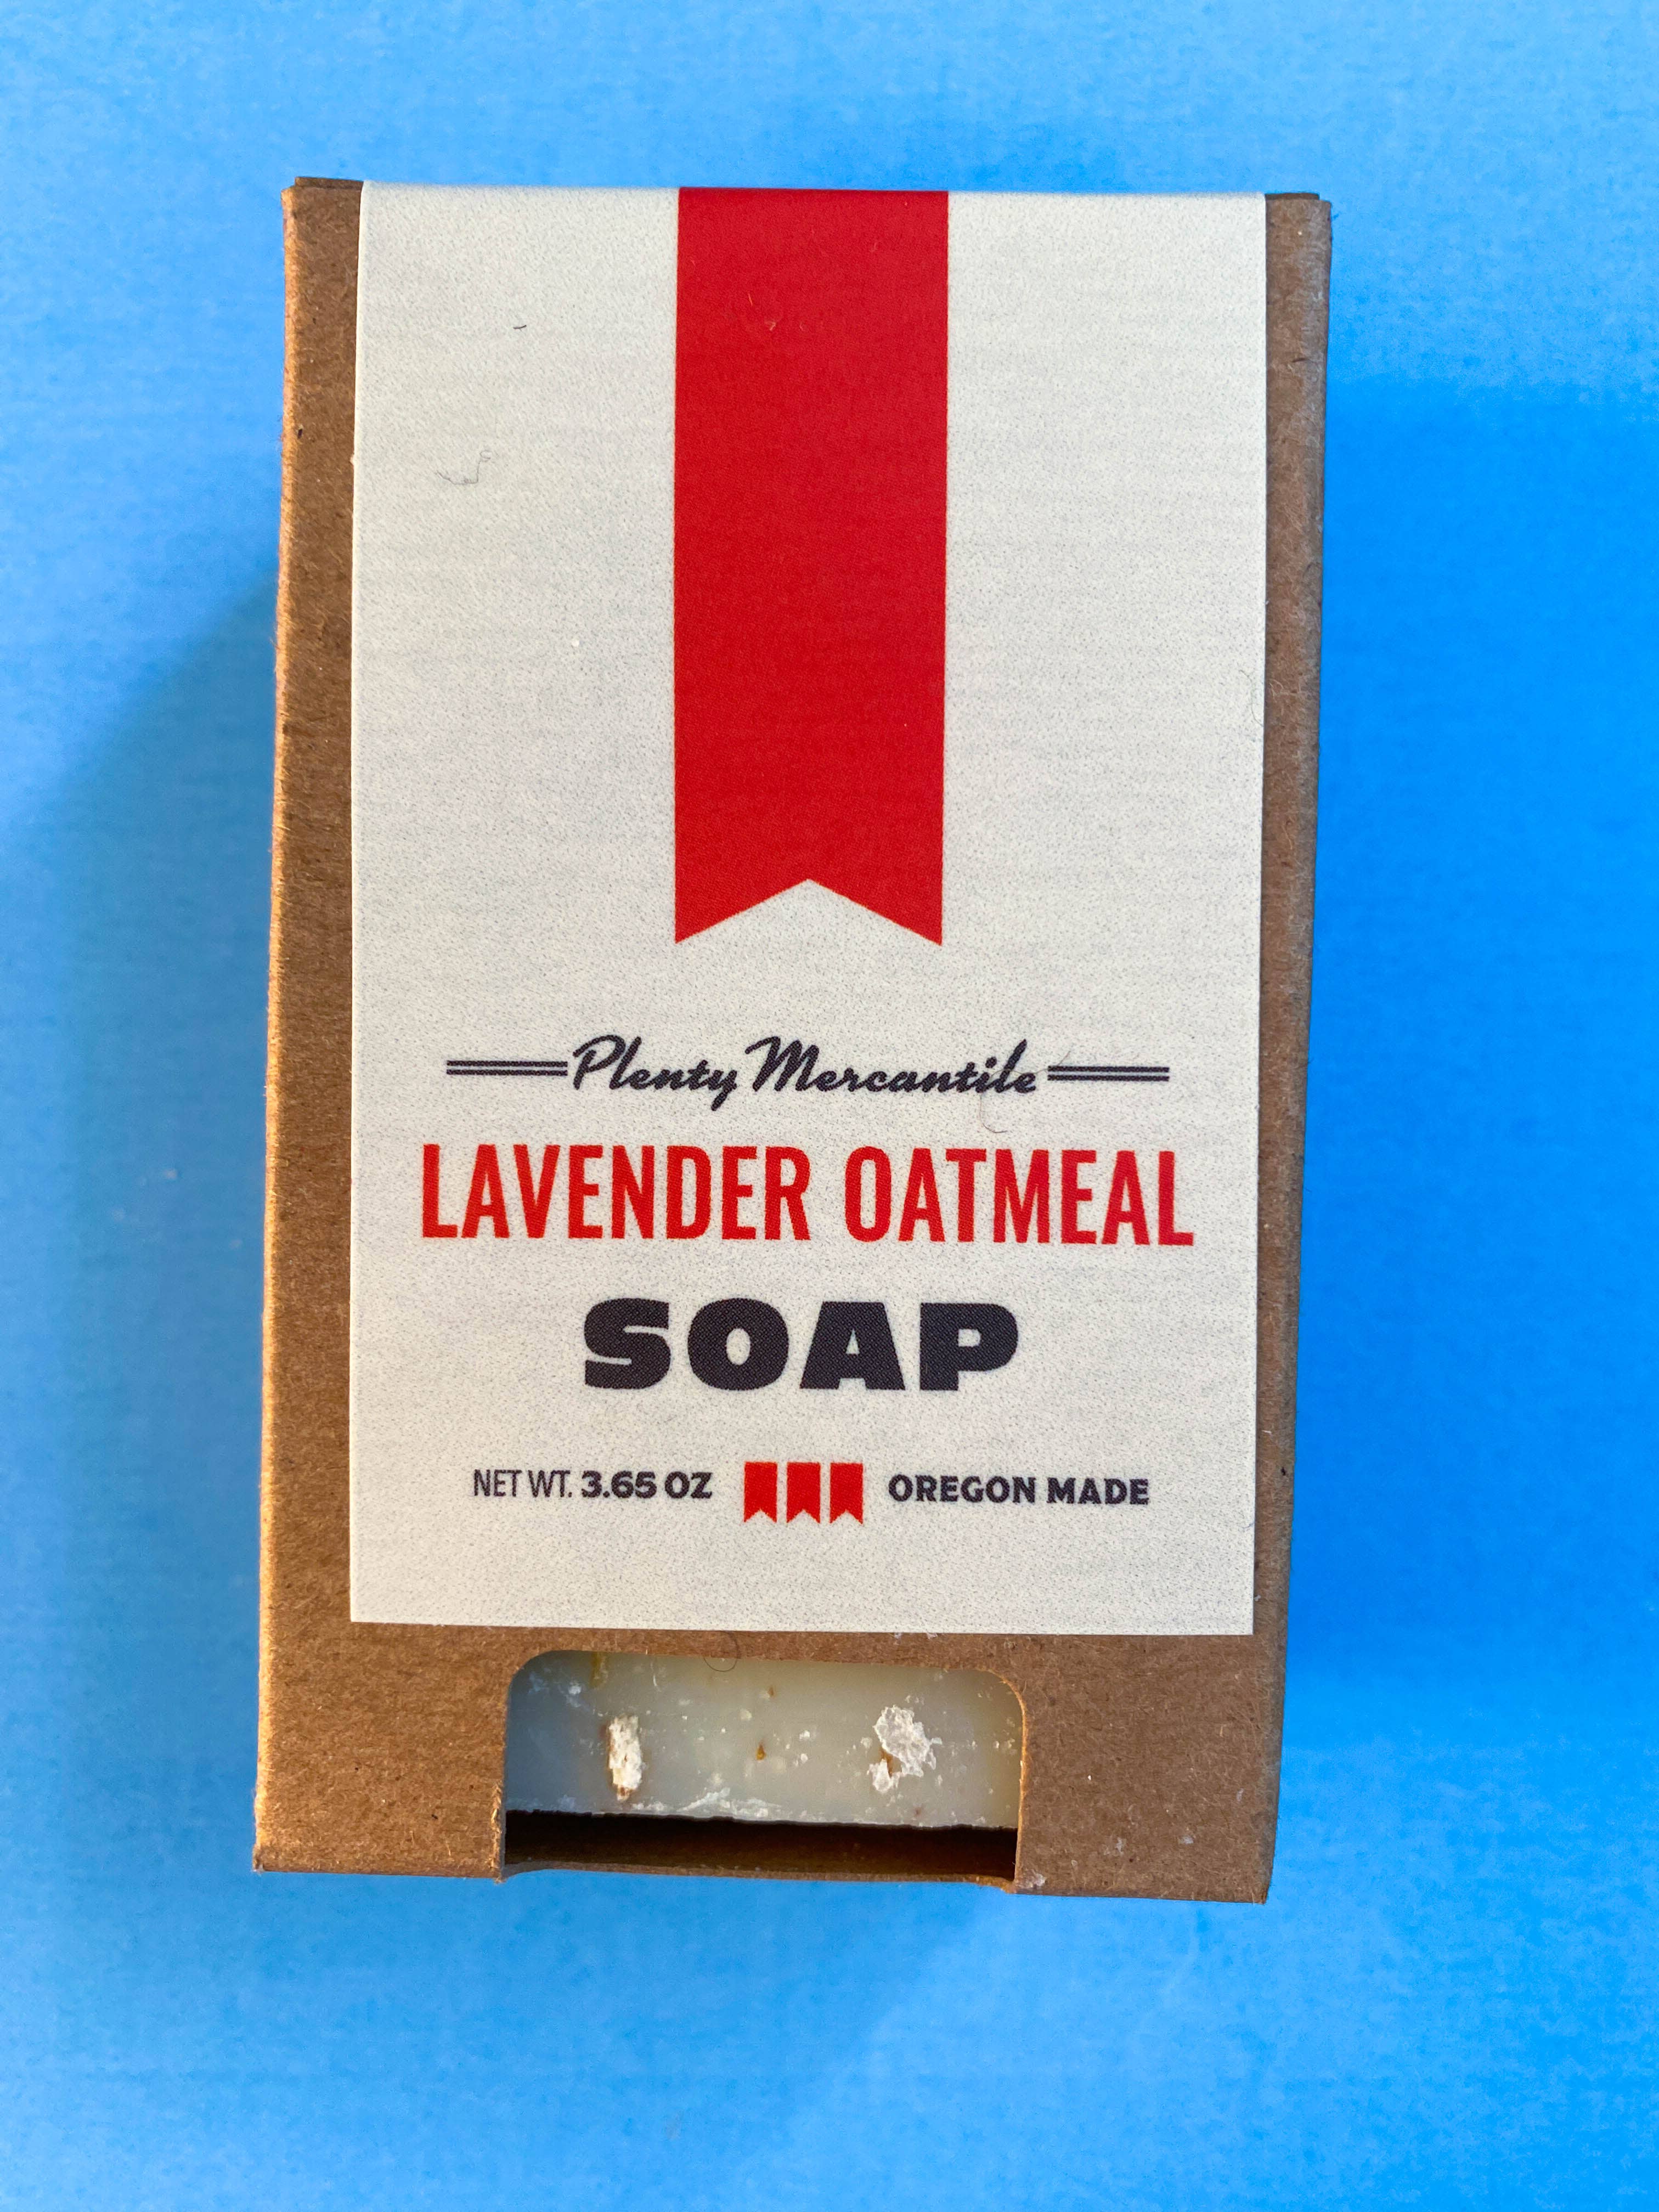 Plenty Mercantile
LAVENDER OATMEAL
SOAP
NET WT. 3.65 OZ OREGON MADE